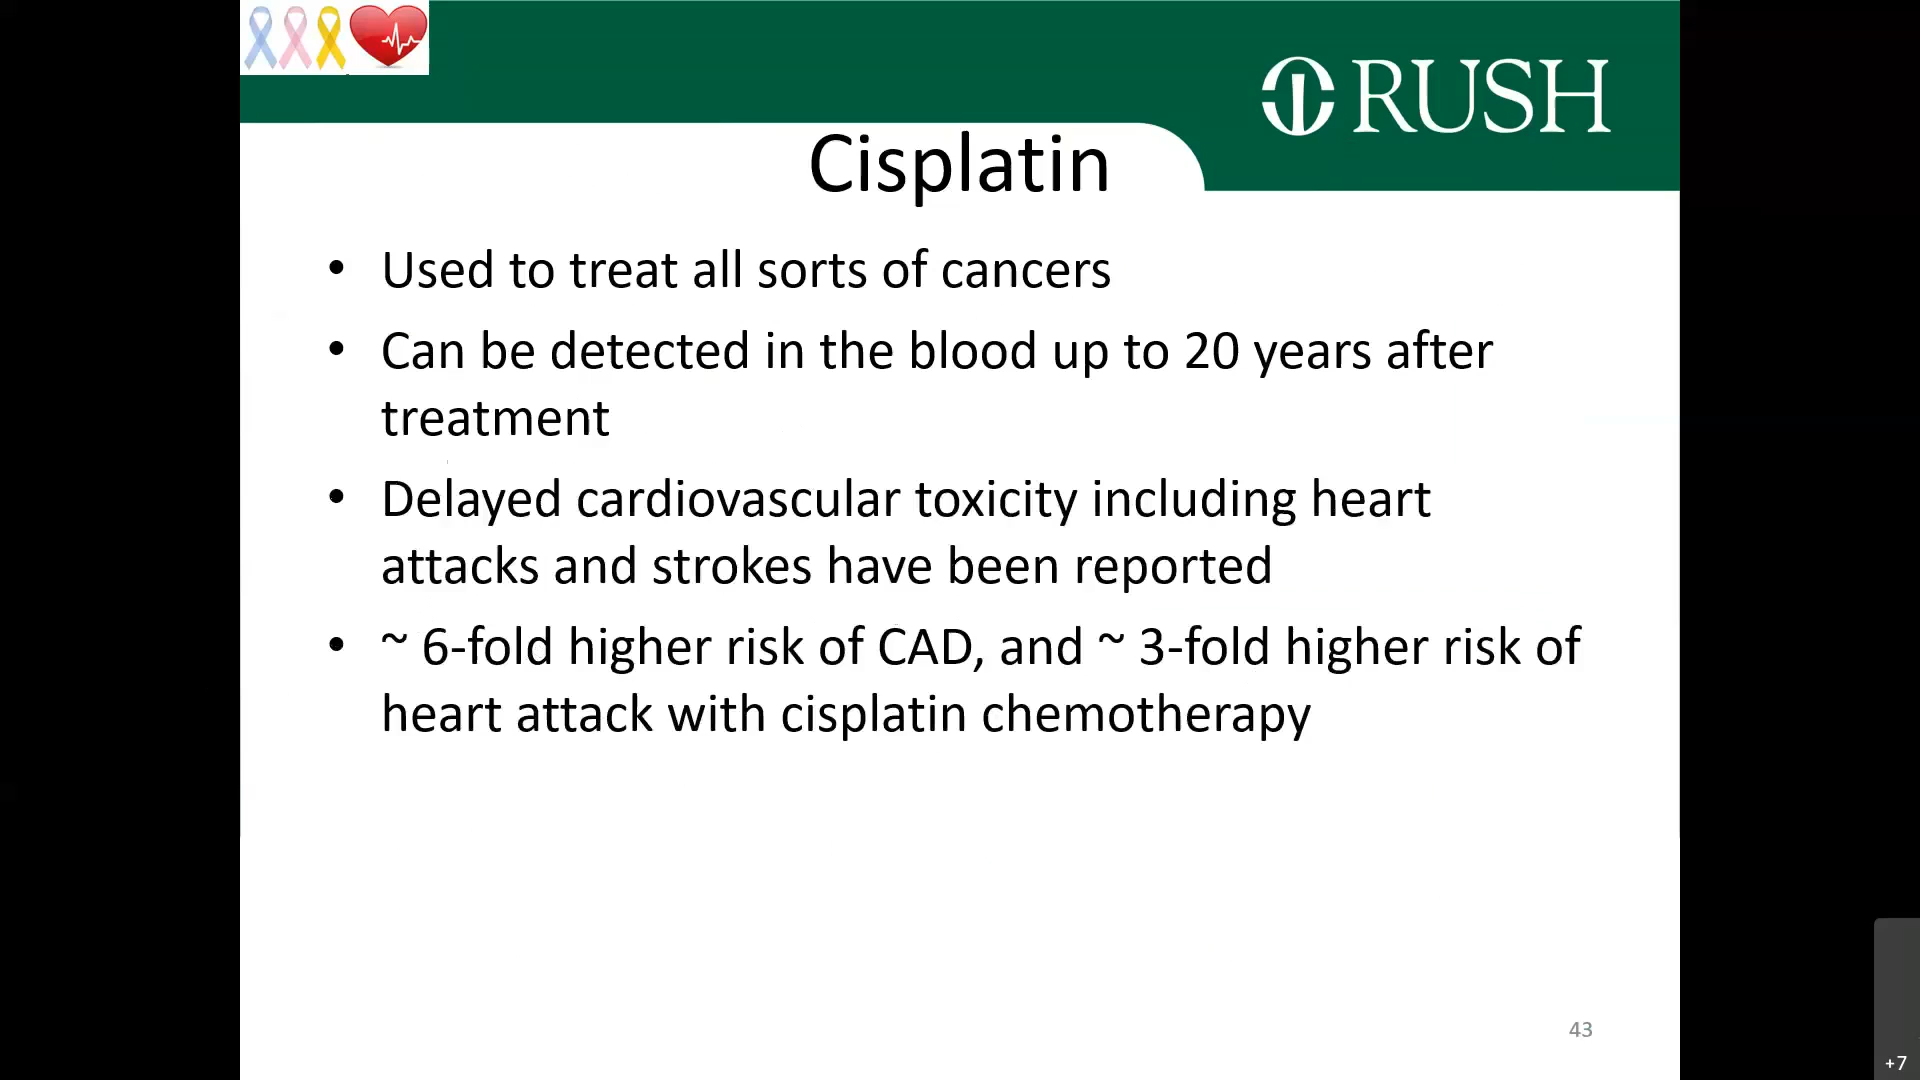 RUSH
Cisplatin
• Used to treat all sorts of cancers
• Can be detected in the blood up to 20 years after
treatment
• Delayed cardiovascular toxicity including heart
attacks and strokes have been reported
• ~ 6-fold higher risk of CAD, and ~ 3-fold higher risk of
heart attack with cisplatin chemotherapy
43
+7